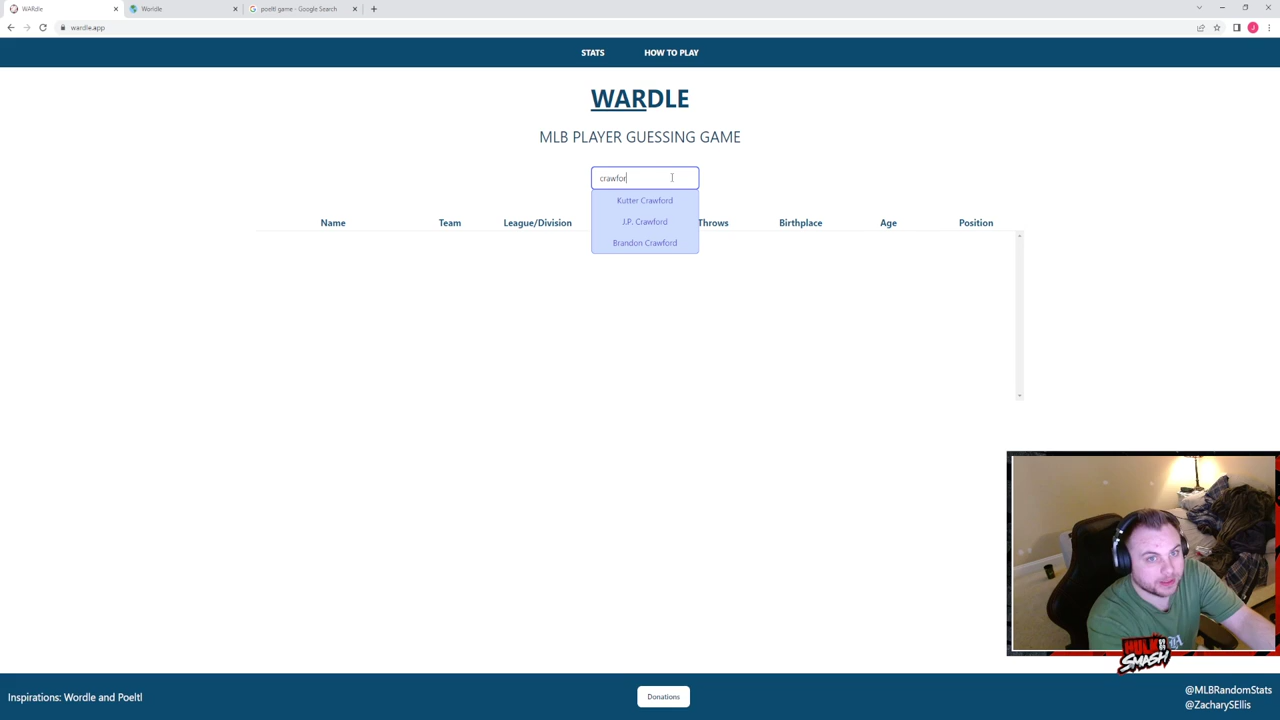 WARdle
Worldle
poeltl game - Google Search
wardle.app
J
STATS
HOW TO PLAY
WARDLE
MLB PLAYER GUESSING GAME
crawfor
Kutter Crawford
J.P. Crawford
Brandon Crawford
Name
Team
League/Division
Throws
Birthplace
Age
Position
HULK
SMASH
Inspirations: Wordle and Poeltl
Donations
@MLBRandomStats
@ZacharySEllis